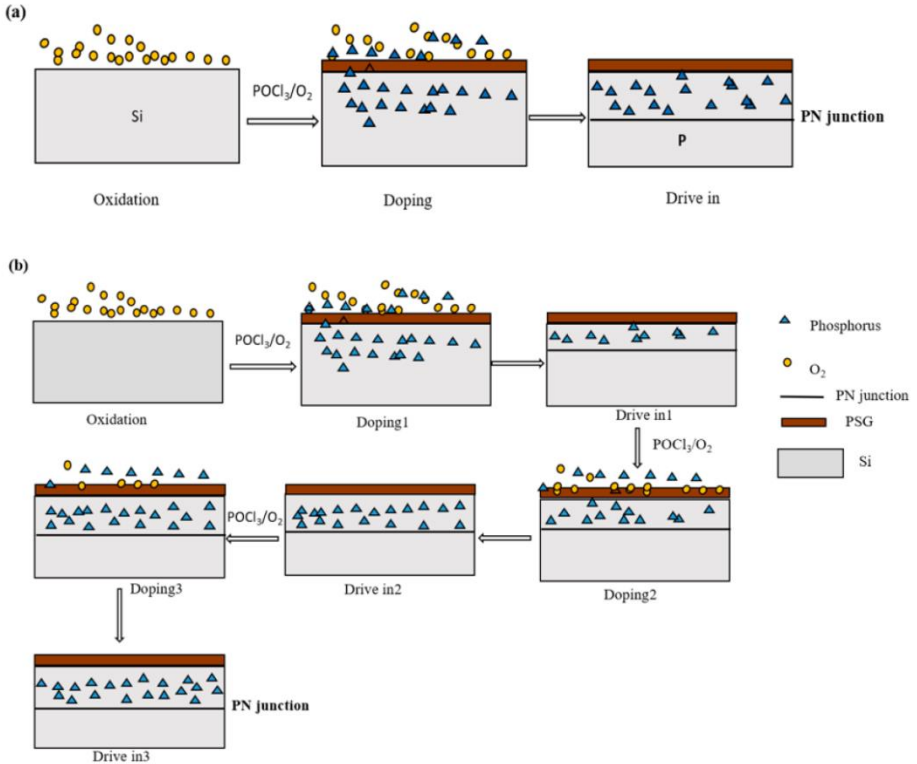 (a)
POCl₃/O₂
Si
PN junction
P
Oxidation
Doping
Drive in
(b)
Phosphorus
POCl₃/O₂
O₂
PN junction
Oxidation
Doping1
Drive in1
PSG
POCl₃/O₂
Si
POCl₃/O₂
Doping3
Drive in2
Doping2
PN junction
Drive in3